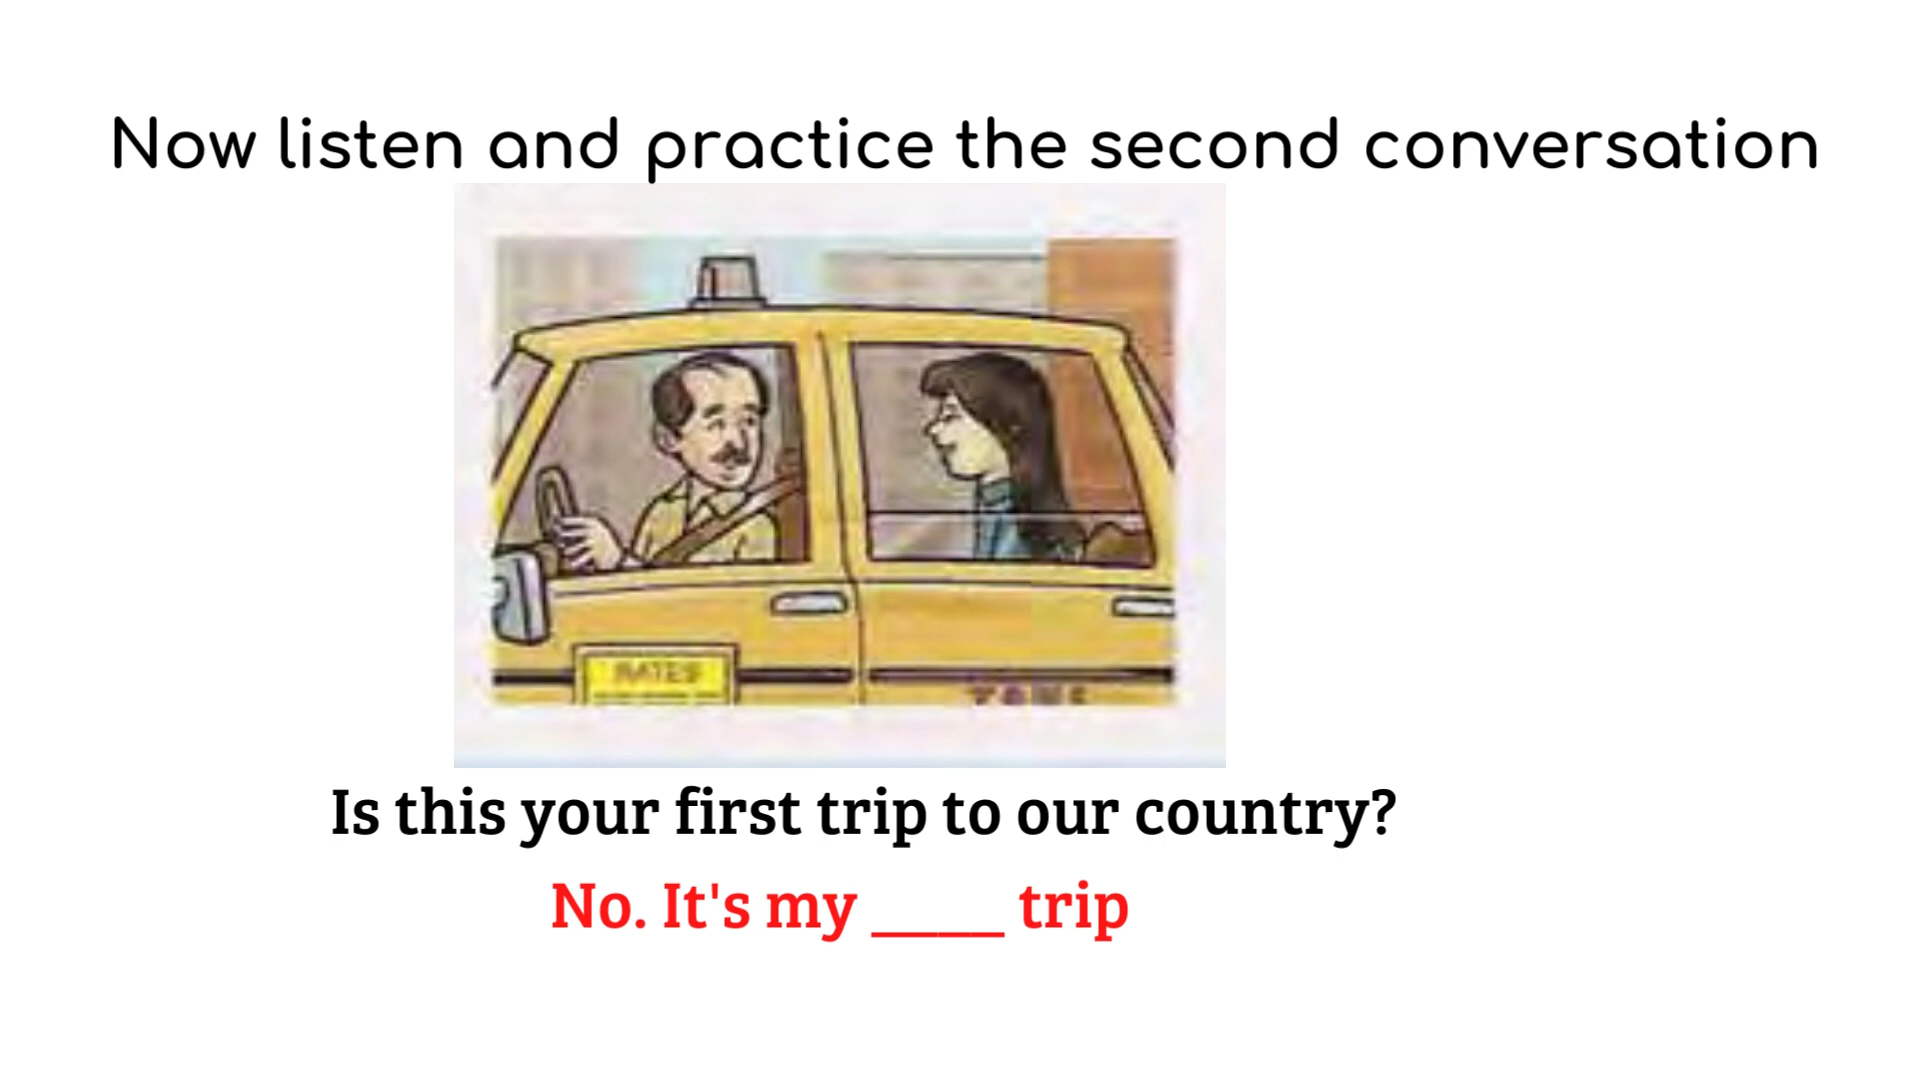 Now listen and practice the second conversation
RATES
Is this your first trip to our country?
No. It's my ____ trip